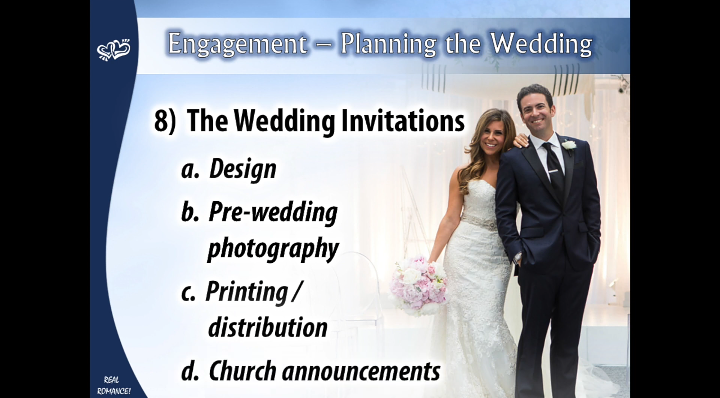 Engagement – Planning the Wedding
8) The Wedding Invitations
a. Design
b. Pre-wedding
photography
c. Printing /
distribution
d. Church announcements
REAL
ROMANCE!